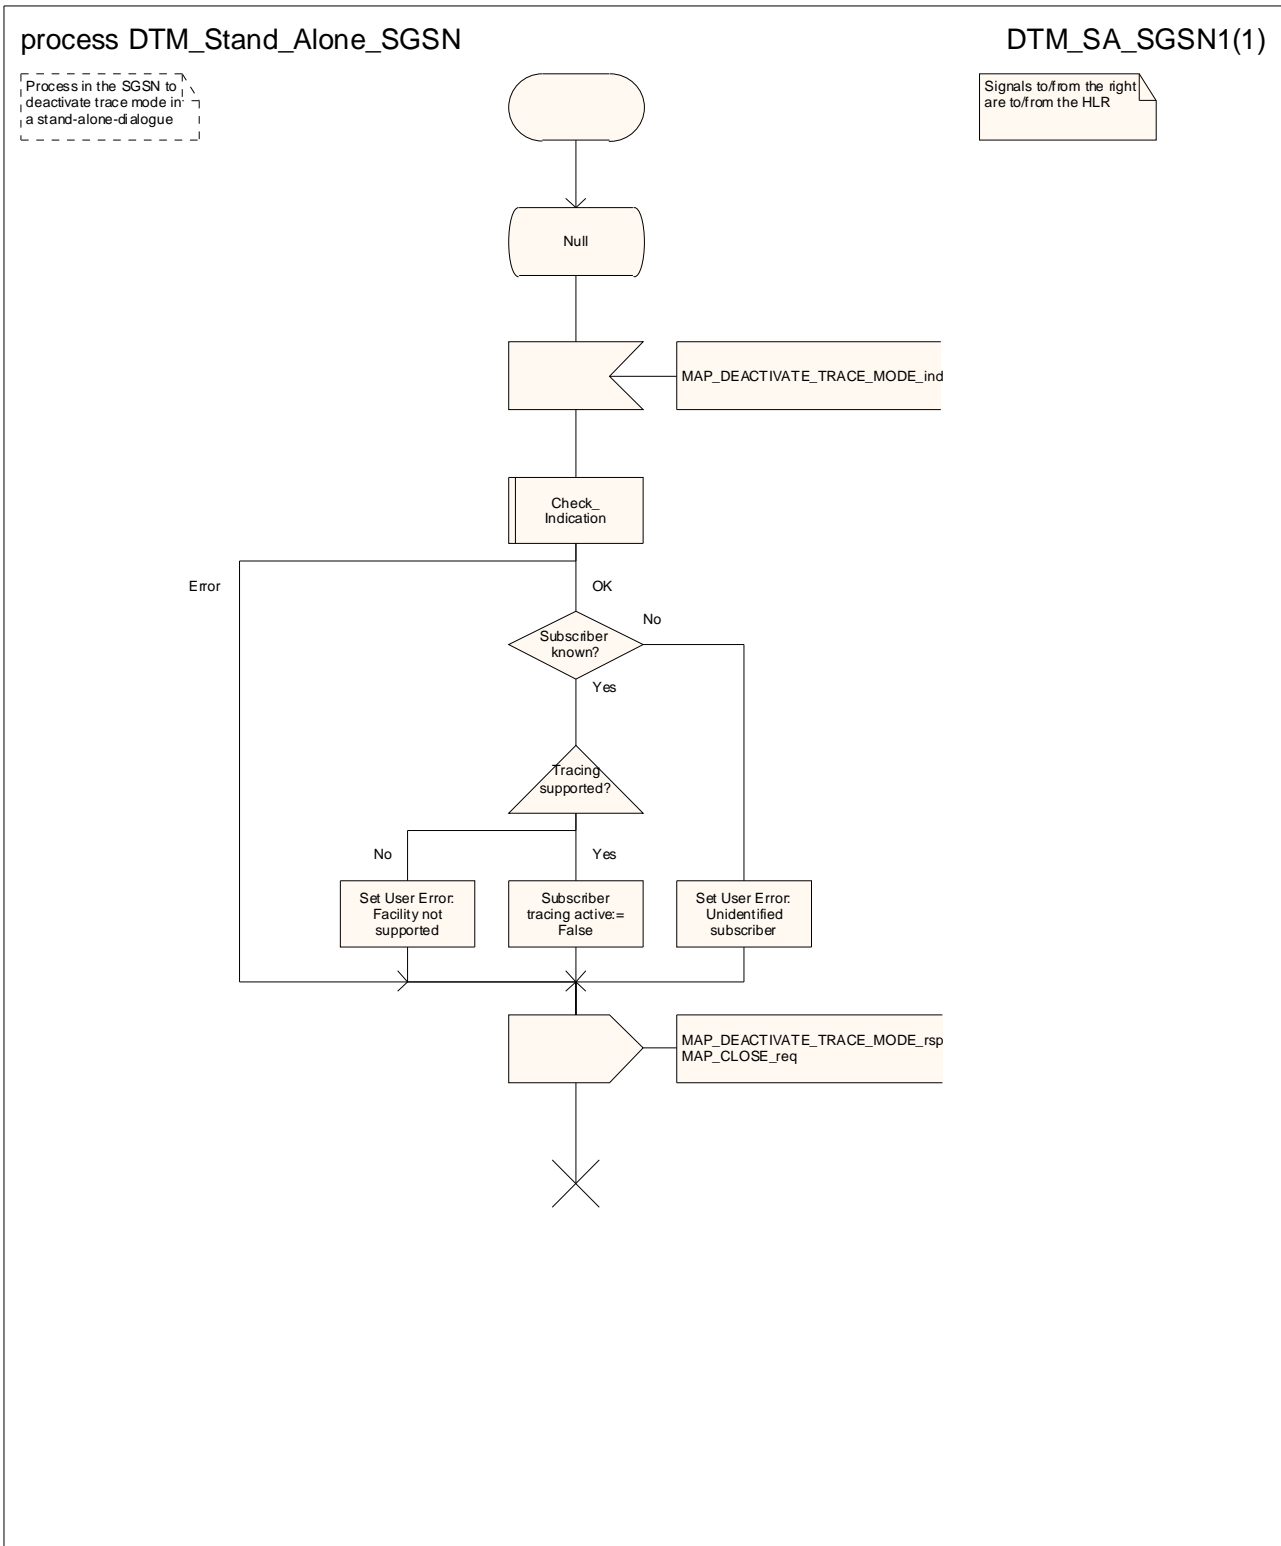 process DTM_Stand_Alone_SGSN
DTM_SA_SGSN1(1)
Process in the SGSN to
deactivate trace mode in
a stand-alone-dialogue
Signals to/from the right
are to/from the HLR
Null
MAP_DEACTIVATE_TRACE_MODE_ind
Check_
Indication
Error
OK
No
Subscriber
known?
Yes
Tracing
supported?
No
Yes
Set User Error:
Facility not
supported
Subscriber
tracing active:=
False
Set User Error:
Unidentified
subscriber
MAP_DEACTIVATE_TRACE_MODE_rsp
MAP_CLOSE_req